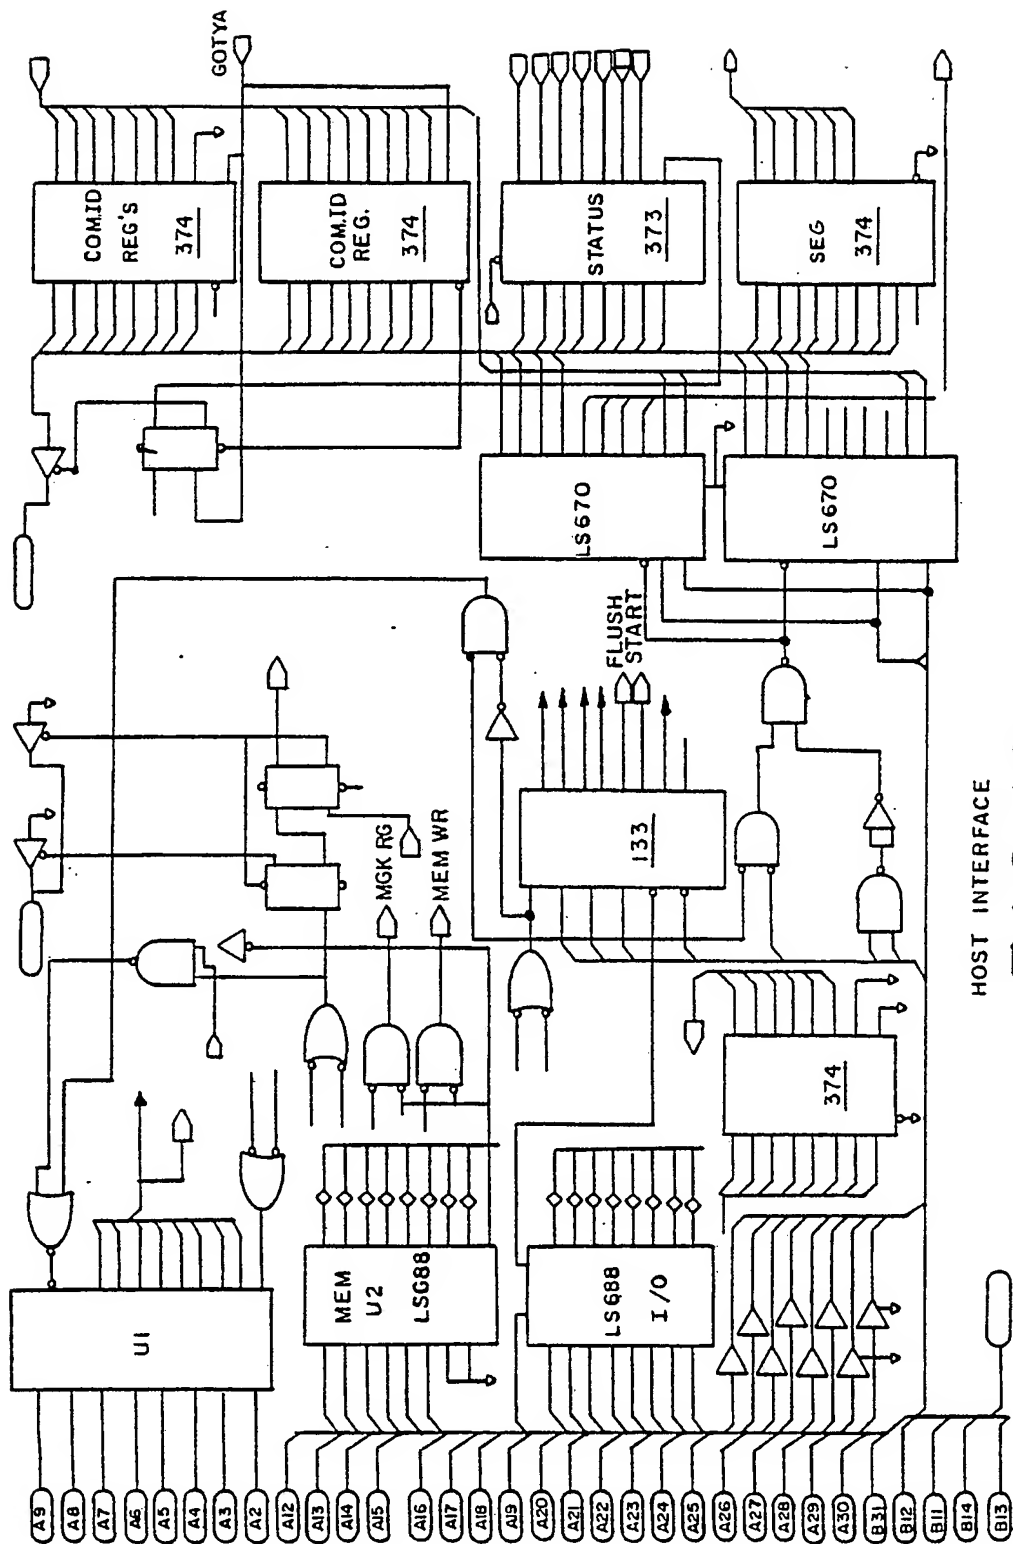 A9
A8
A7
A6
A5
A4
A3
A2
A12
A13
A14
A15
A16
A17
A18
A19
A20
A21
A22
A23
A24
A25
A26
A27
A28
A29
A30
B31
B12
B11
B14
B13
U1
MEM
U2
LSG88
LS688
I/O
374
133
MGK RG
MEM WR
FLUSH
START
LS670
LS670
COM.ID
REG'S
374
COM.ID
REG.
374
STATUS
373
SEG
374
GOTYA
HOST INTERFACE